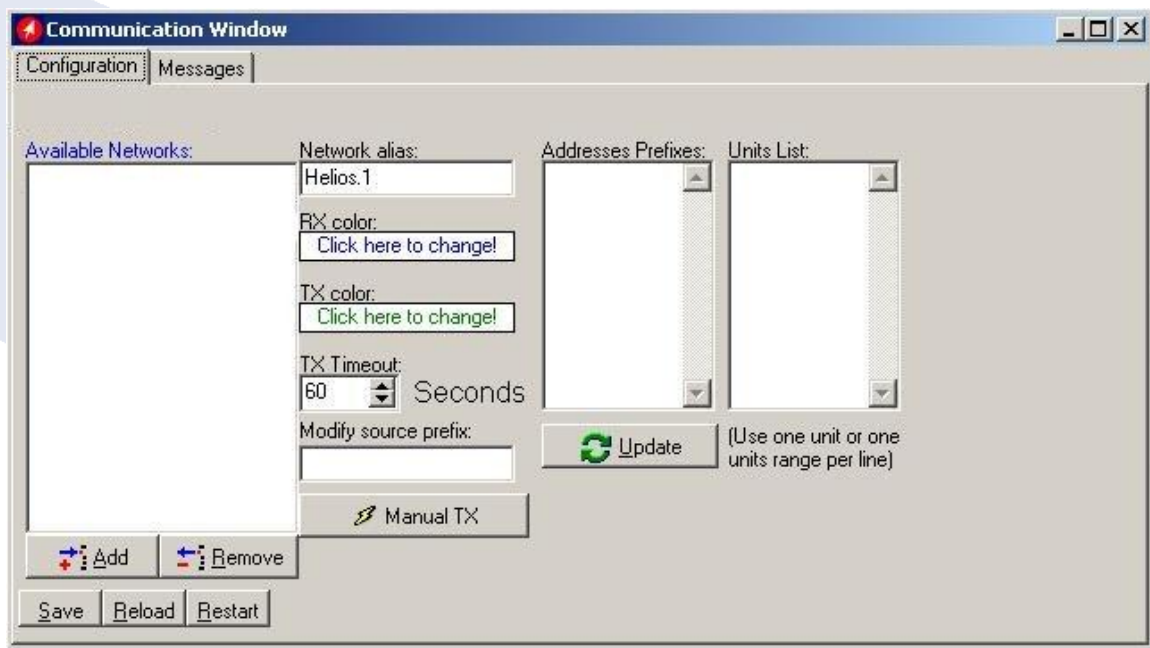 Communication Window
Configuration
Messages
Available Networks:
Network alias:
Addresses Prefixes:
Units List:
Helios.1
RX color:
Click here to change!
TX color:
Click here to change!
TX Timeout:
60
Seconds
Modify source prefix:
Update
(Use one unit or one
units range per line)
Manual TX
Add
Remove
Save
Reload
Restart